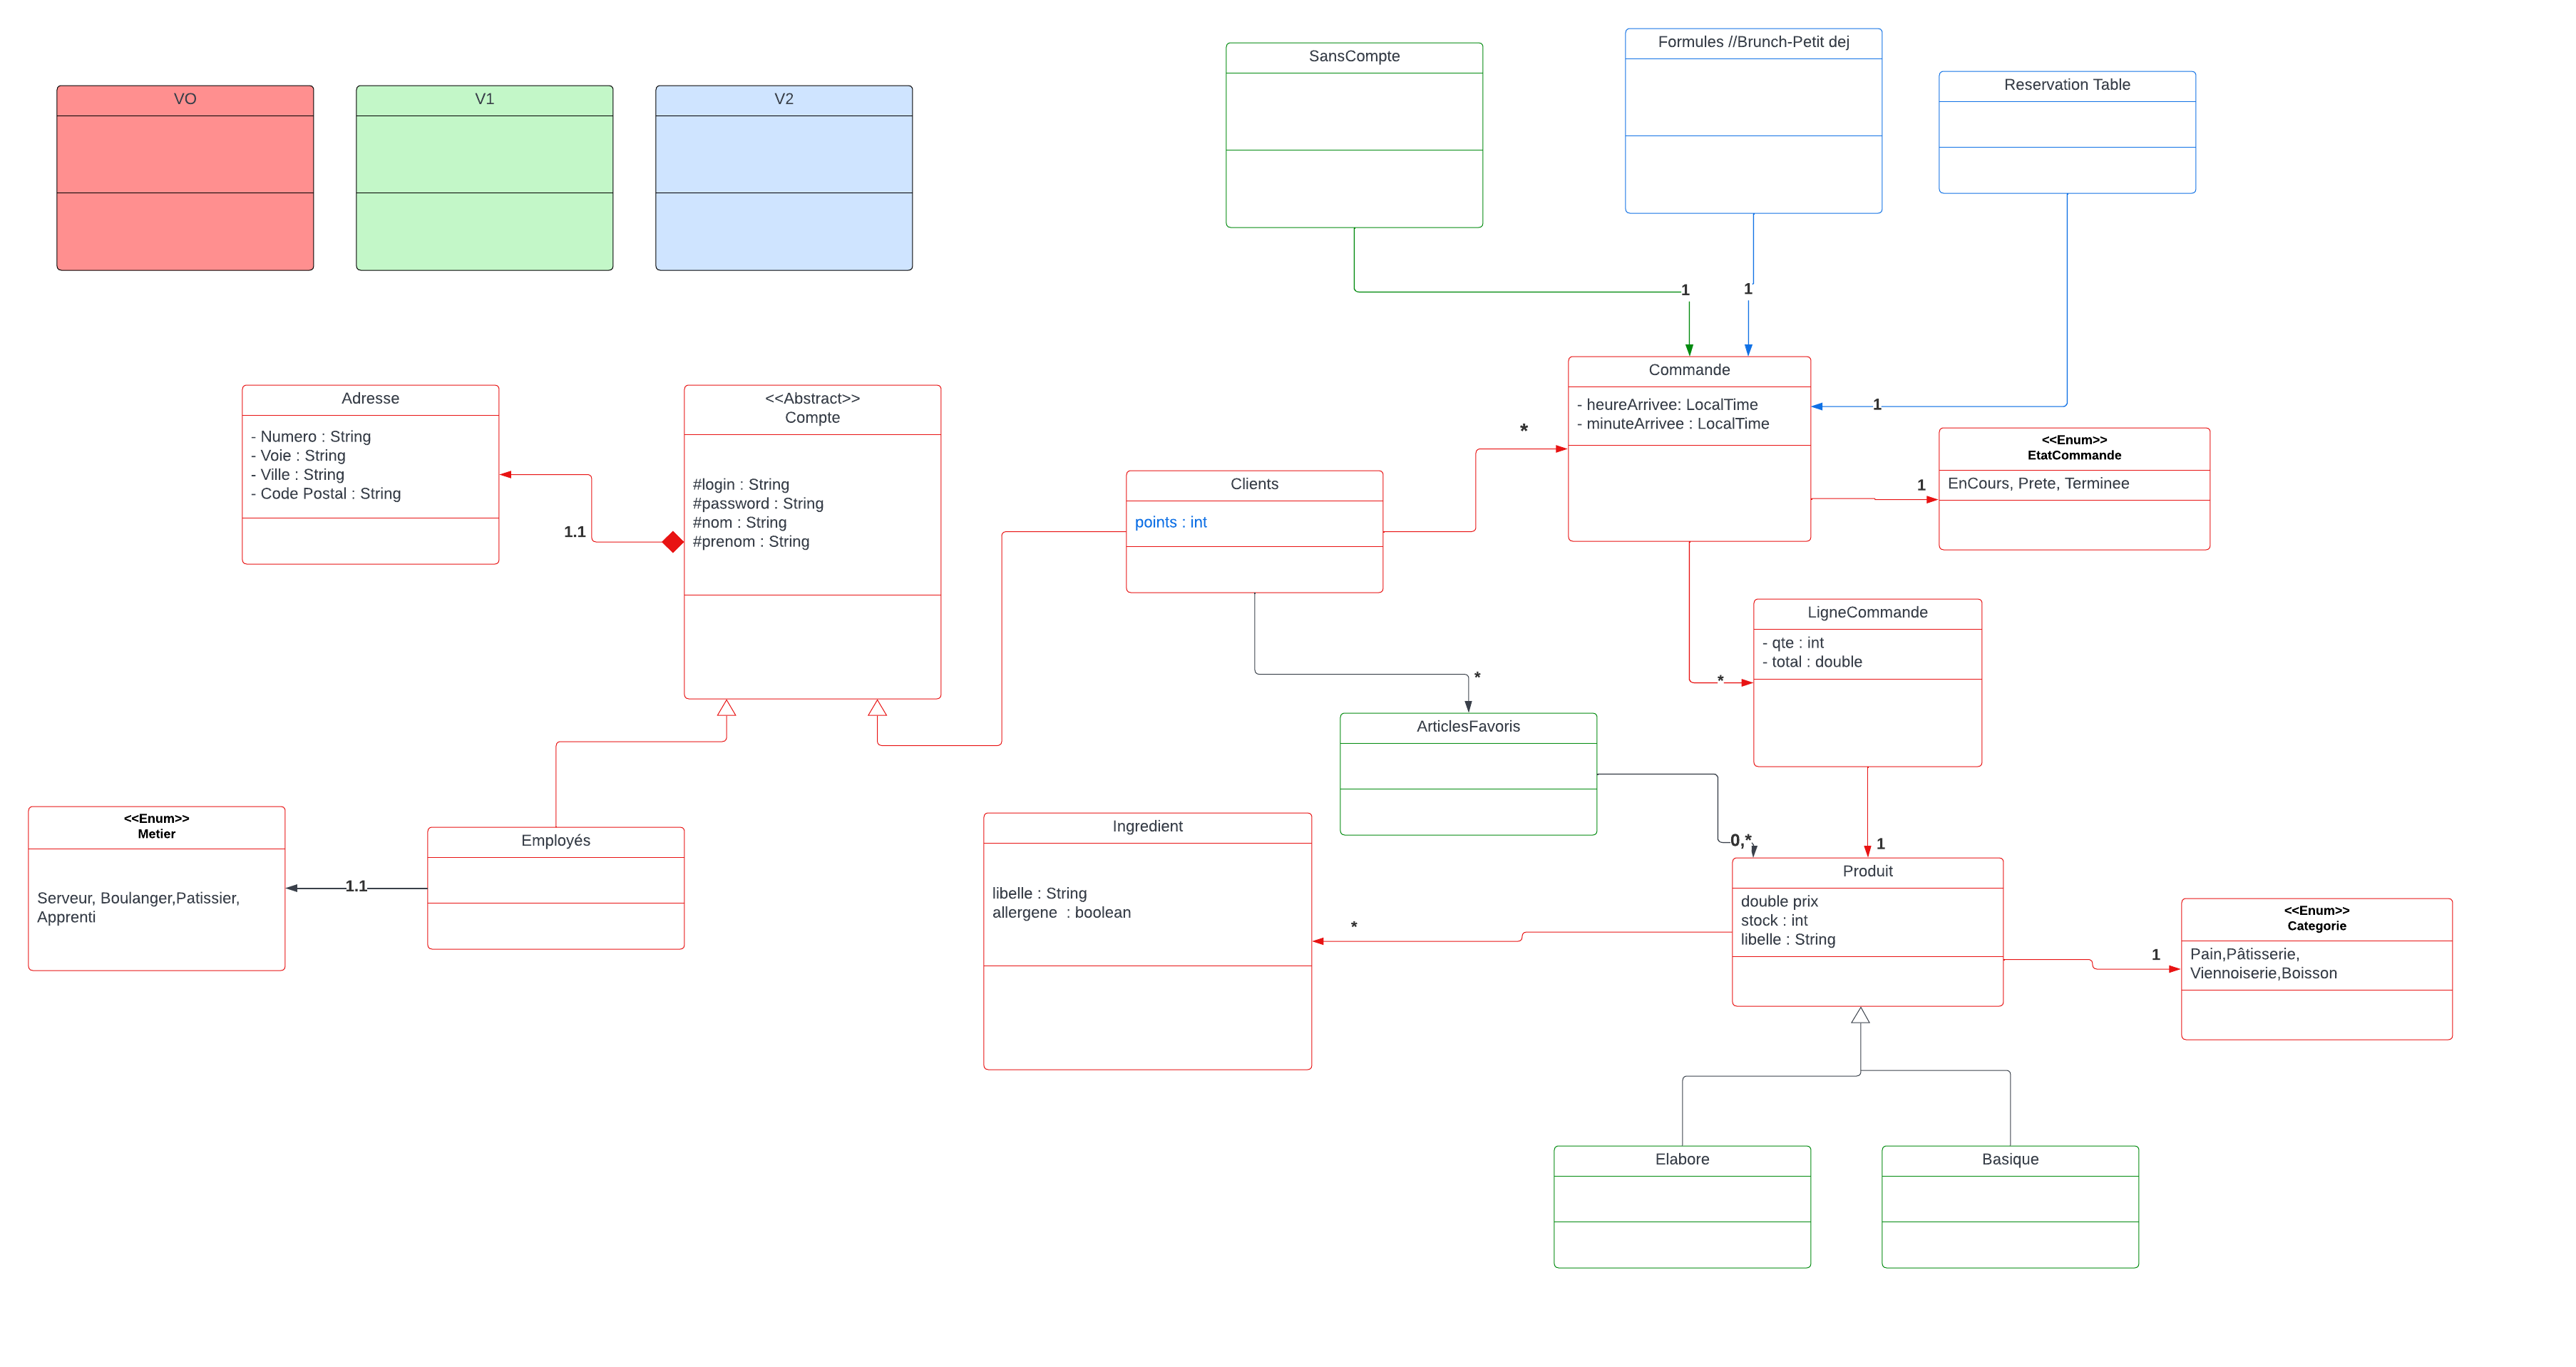 VO
V1
V2
SansCompte
Formules //Brunch-Petit dej
Reservation Table
1
1
1
Adresse
- Numero : String
- Voie : String
- Ville : String
- Code Postal : String
1.1
<<Abstract>>
Compte
#login : String
#password : String
#nom : String
#prenom : String
Clients
points : int
*
Commande
- heureArrivee: LocalTime
- minuteArrivee : LocalTime
1
<<Enum>>
EtatCommande
EnCours, Prete, Terminee
LigneCommande
- qte : int
- total : double
*
*
ArticlesFavoris
0,*
1
<<Enum>>
Metier
Serveur, Boulanger,Patissier,
Apprenti
1.1
Employés
Ingredient
libelle : String
allergene  : boolean
*
Produit
double prix
stock : int
libelle : String
1
<<Enum>>
Categorie
Pain,Pâtisserie,
Viennoiserie,Boisson
Elabore
Basique